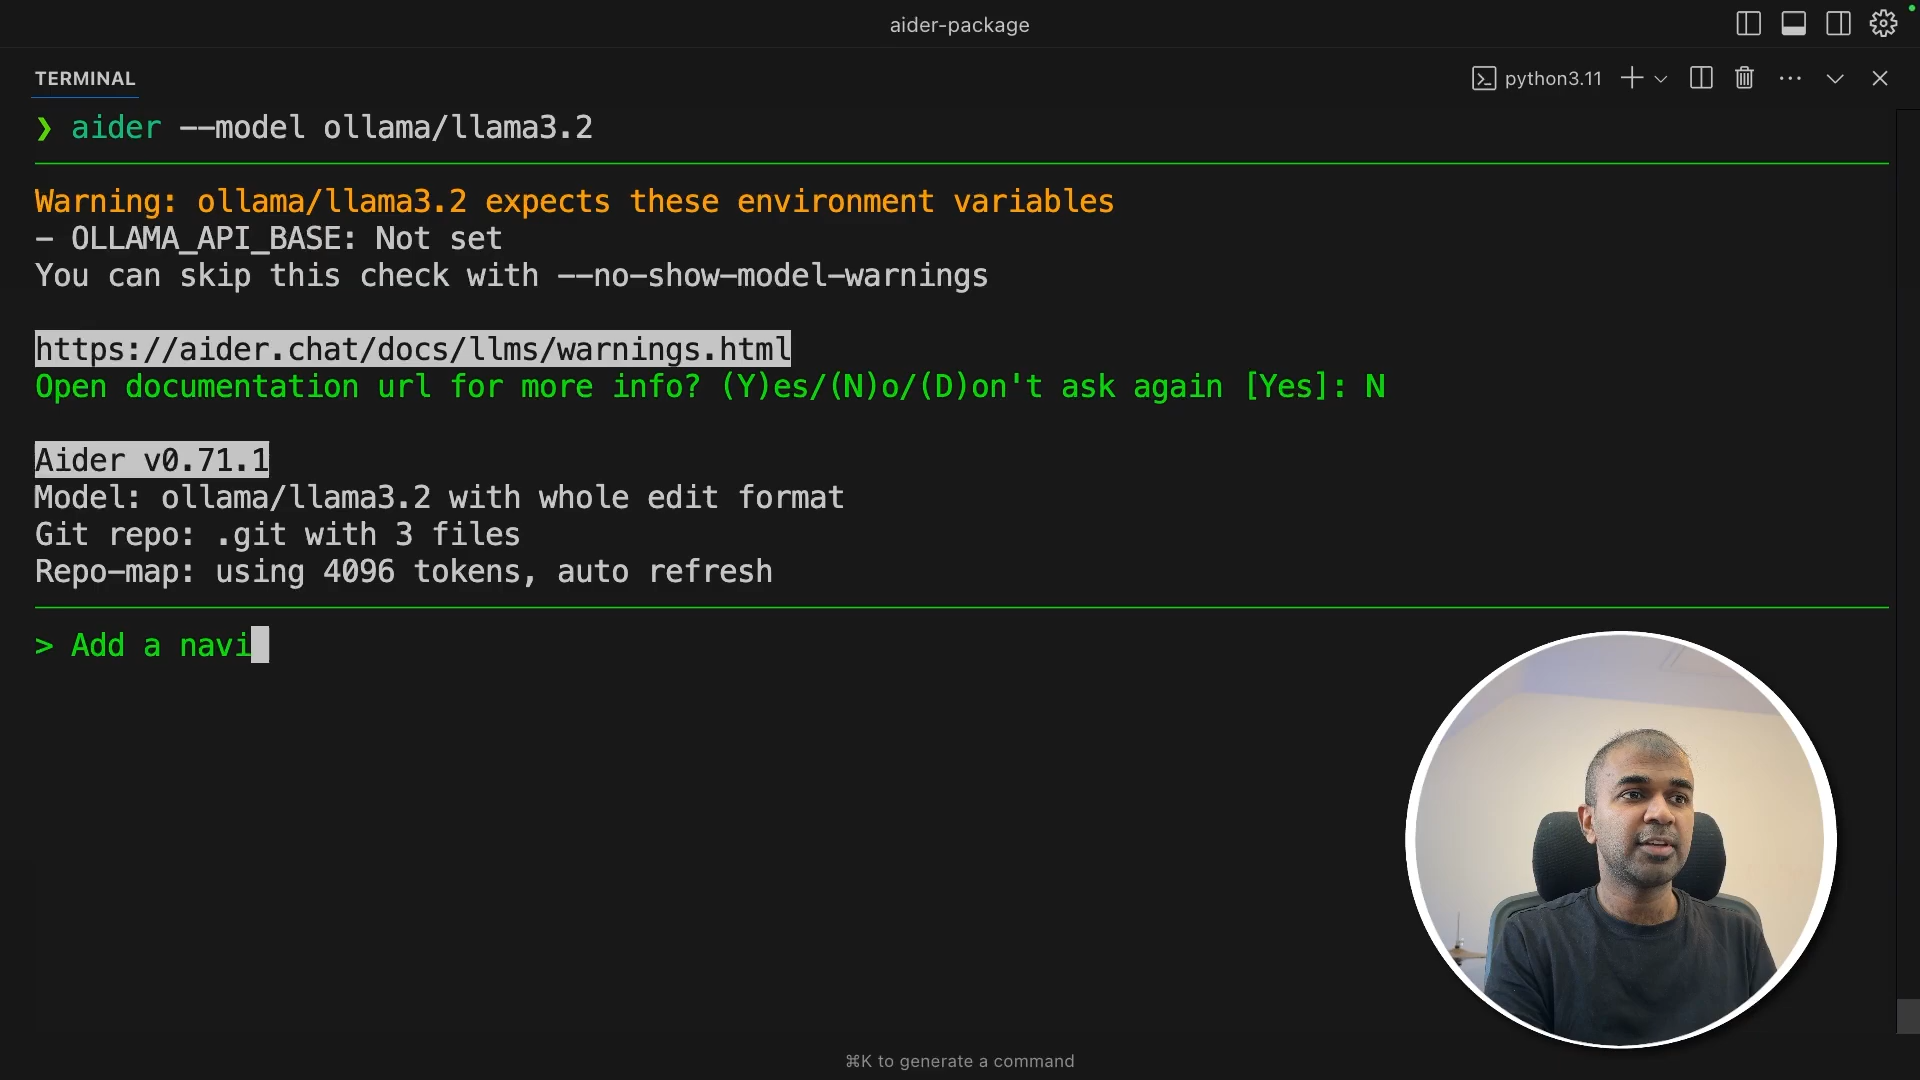 aider-package
TERMINAL
python3.11
❯ aider --model ollama/llama3.2
Warning: ollama/llama3.2 expects these environment variables
- OLLAMA_API_BASE: Not set
You can skip this check with --no-show-model-warnings
https://aider.chat/docs/llms/warnings.html
Open documentation url for more info? (Y)es/(N)o/(D)on't ask again [Yes]: N
Aider v0.71.1
Model: ollama/llama3.2 with whole edit format
Git repo: .git with 3 files
Repo-map: using 4096 tokens, auto refresh
> Add a navi
⌘K to generate a command